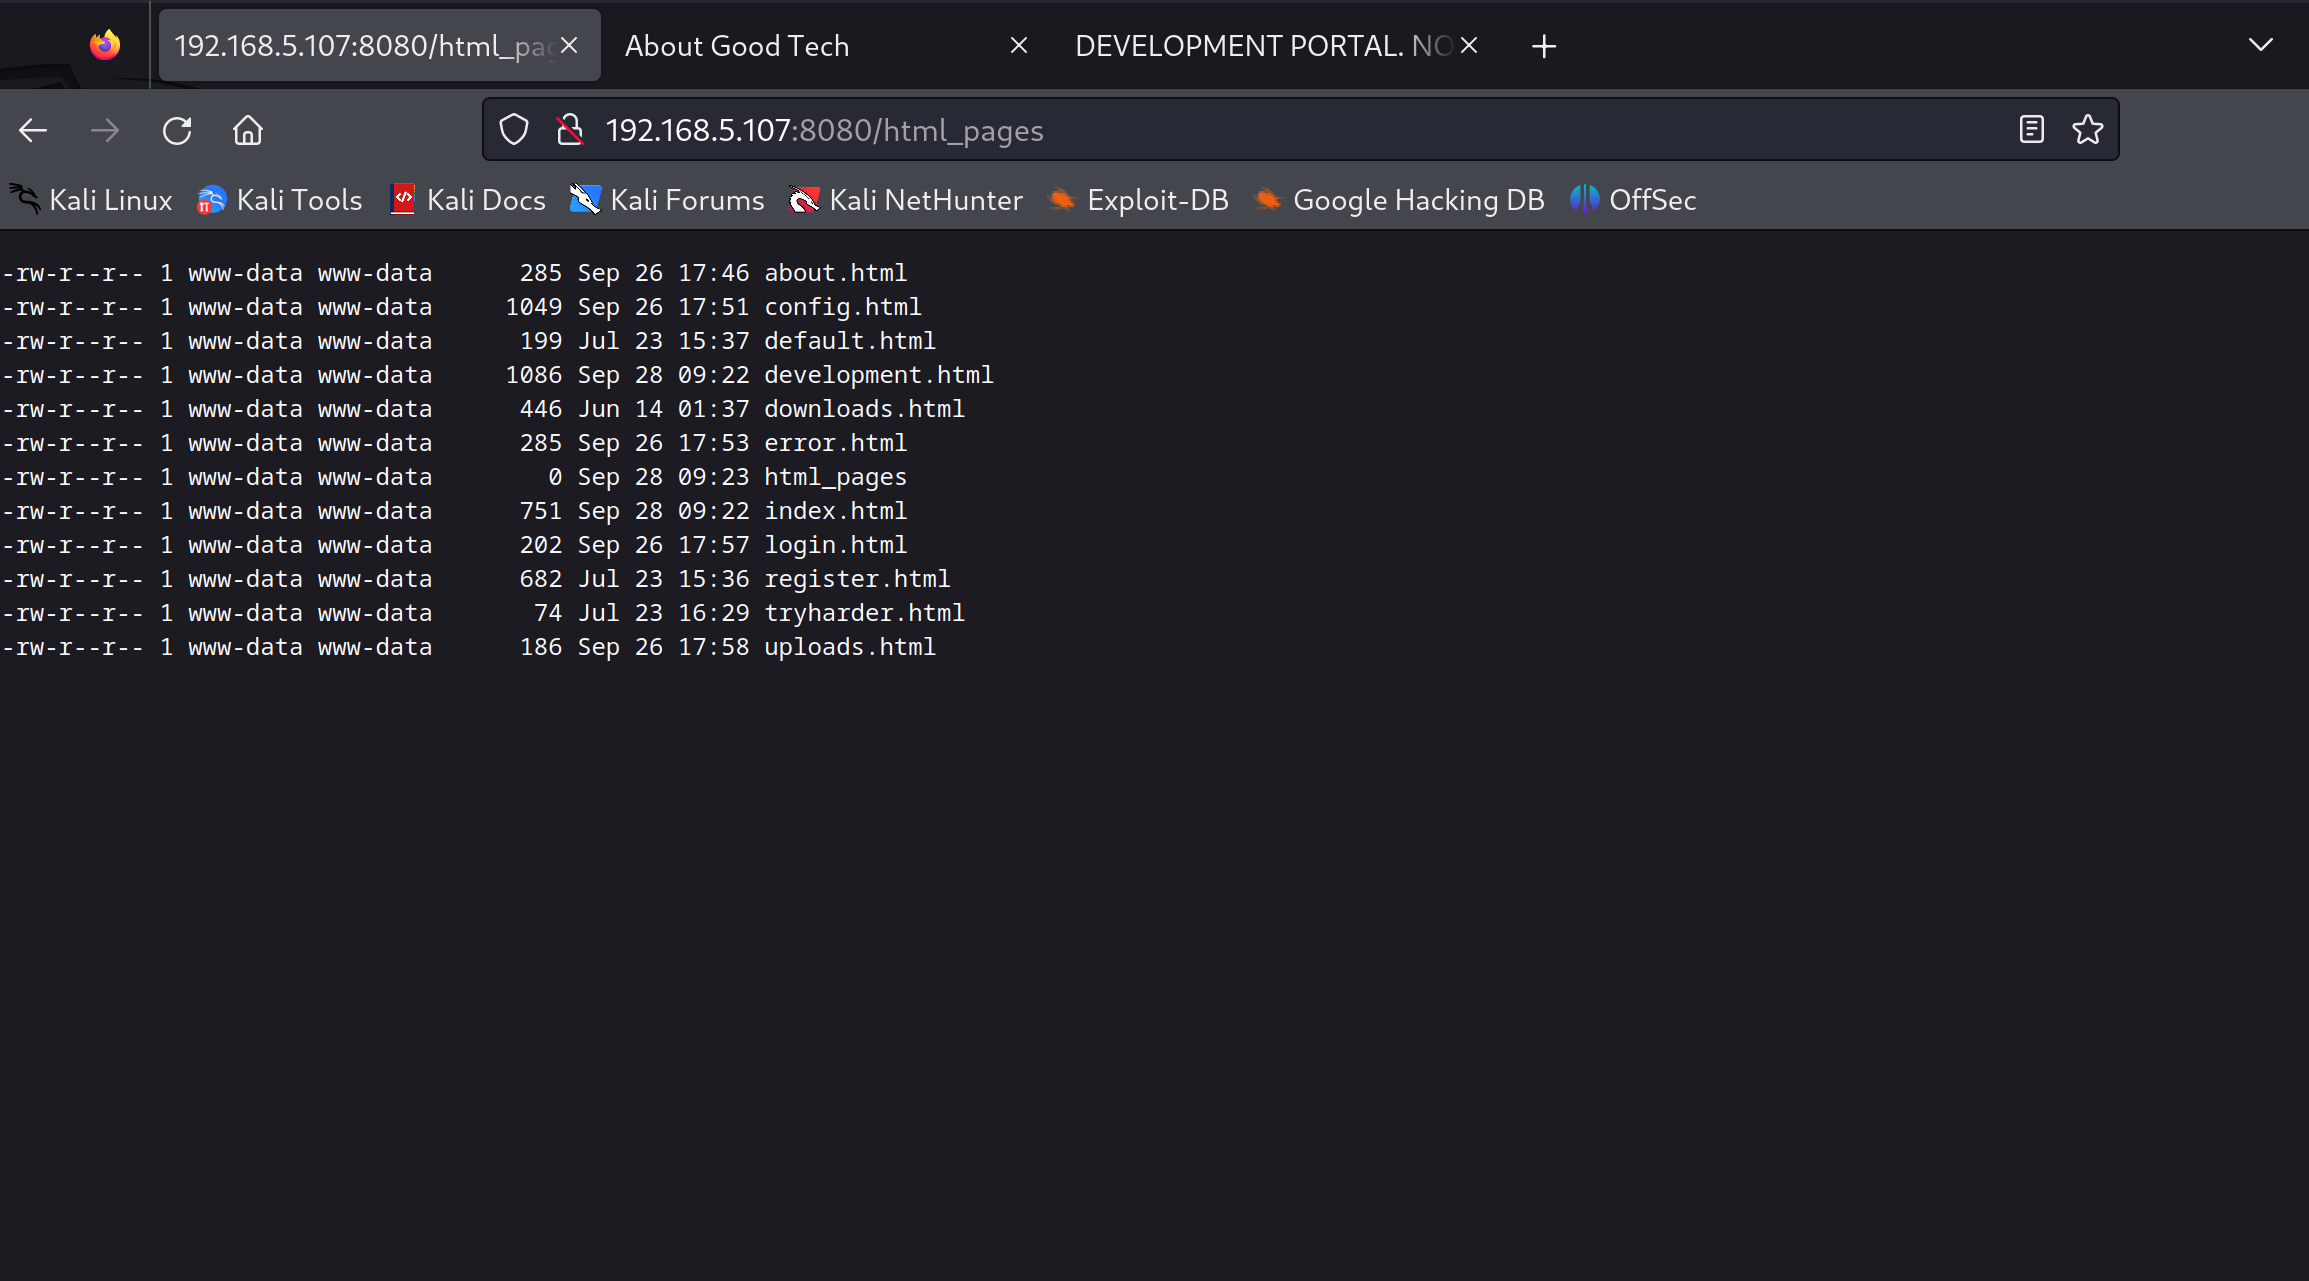 192.168.5.107:8080/html_pa
About Good Tech
DEVELOPMENT PORTAL. NO
192.168.5.107:8080/html_pages
Kali Linux
Kali Tools
Kali Docs
Kali Forums
Kali NetHunter
Exploit-DB
Google Hacking DB
OffSec
-rw-r--r-- 1 www-data www-data      285 Sep 26 17:46 about.html
-rw-r--r-- 1 www-data www-data     1049 Sep 26 17:51 config.html
-rw-r--r-- 1 www-data www-data      199 Jul 23 15:37 default.html
-rw-r--r-- 1 www-data www-data     1086 Sep 28 09:22 development.html
-rw-r--r-- 1 www-data www-data      446 Jun 14 01:37 downloads.html
-rw-r--r-- 1 www-data www-data      285 Sep 26 17:53 error.html
-rw-r--r-- 1 www-data www-data        0 Sep 28 09:23 html_pages
-rw-r--r-- 1 www-data www-data      751 Sep 28 09:22 index.html
-rw-r--r-- 1 www-data www-data      202 Sep 26 17:57 login.html
-rw-r--r-- 1 www-data www-data      682 Jul 23 15:36 register.html
-rw-r--r-- 1 www-data www-data       74 Jul 23 16:29 tryharder.html
-rw-r--r-- 1 www-data www-data      186 Sep 26 17:58 uploads.html